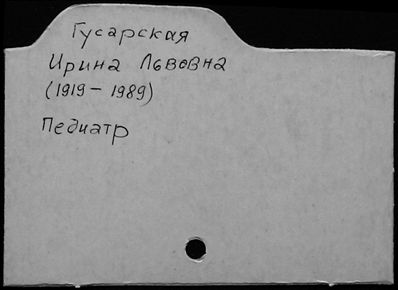 Гусарская
Ирина Львовна
(1919 - 1989)
Педиатр